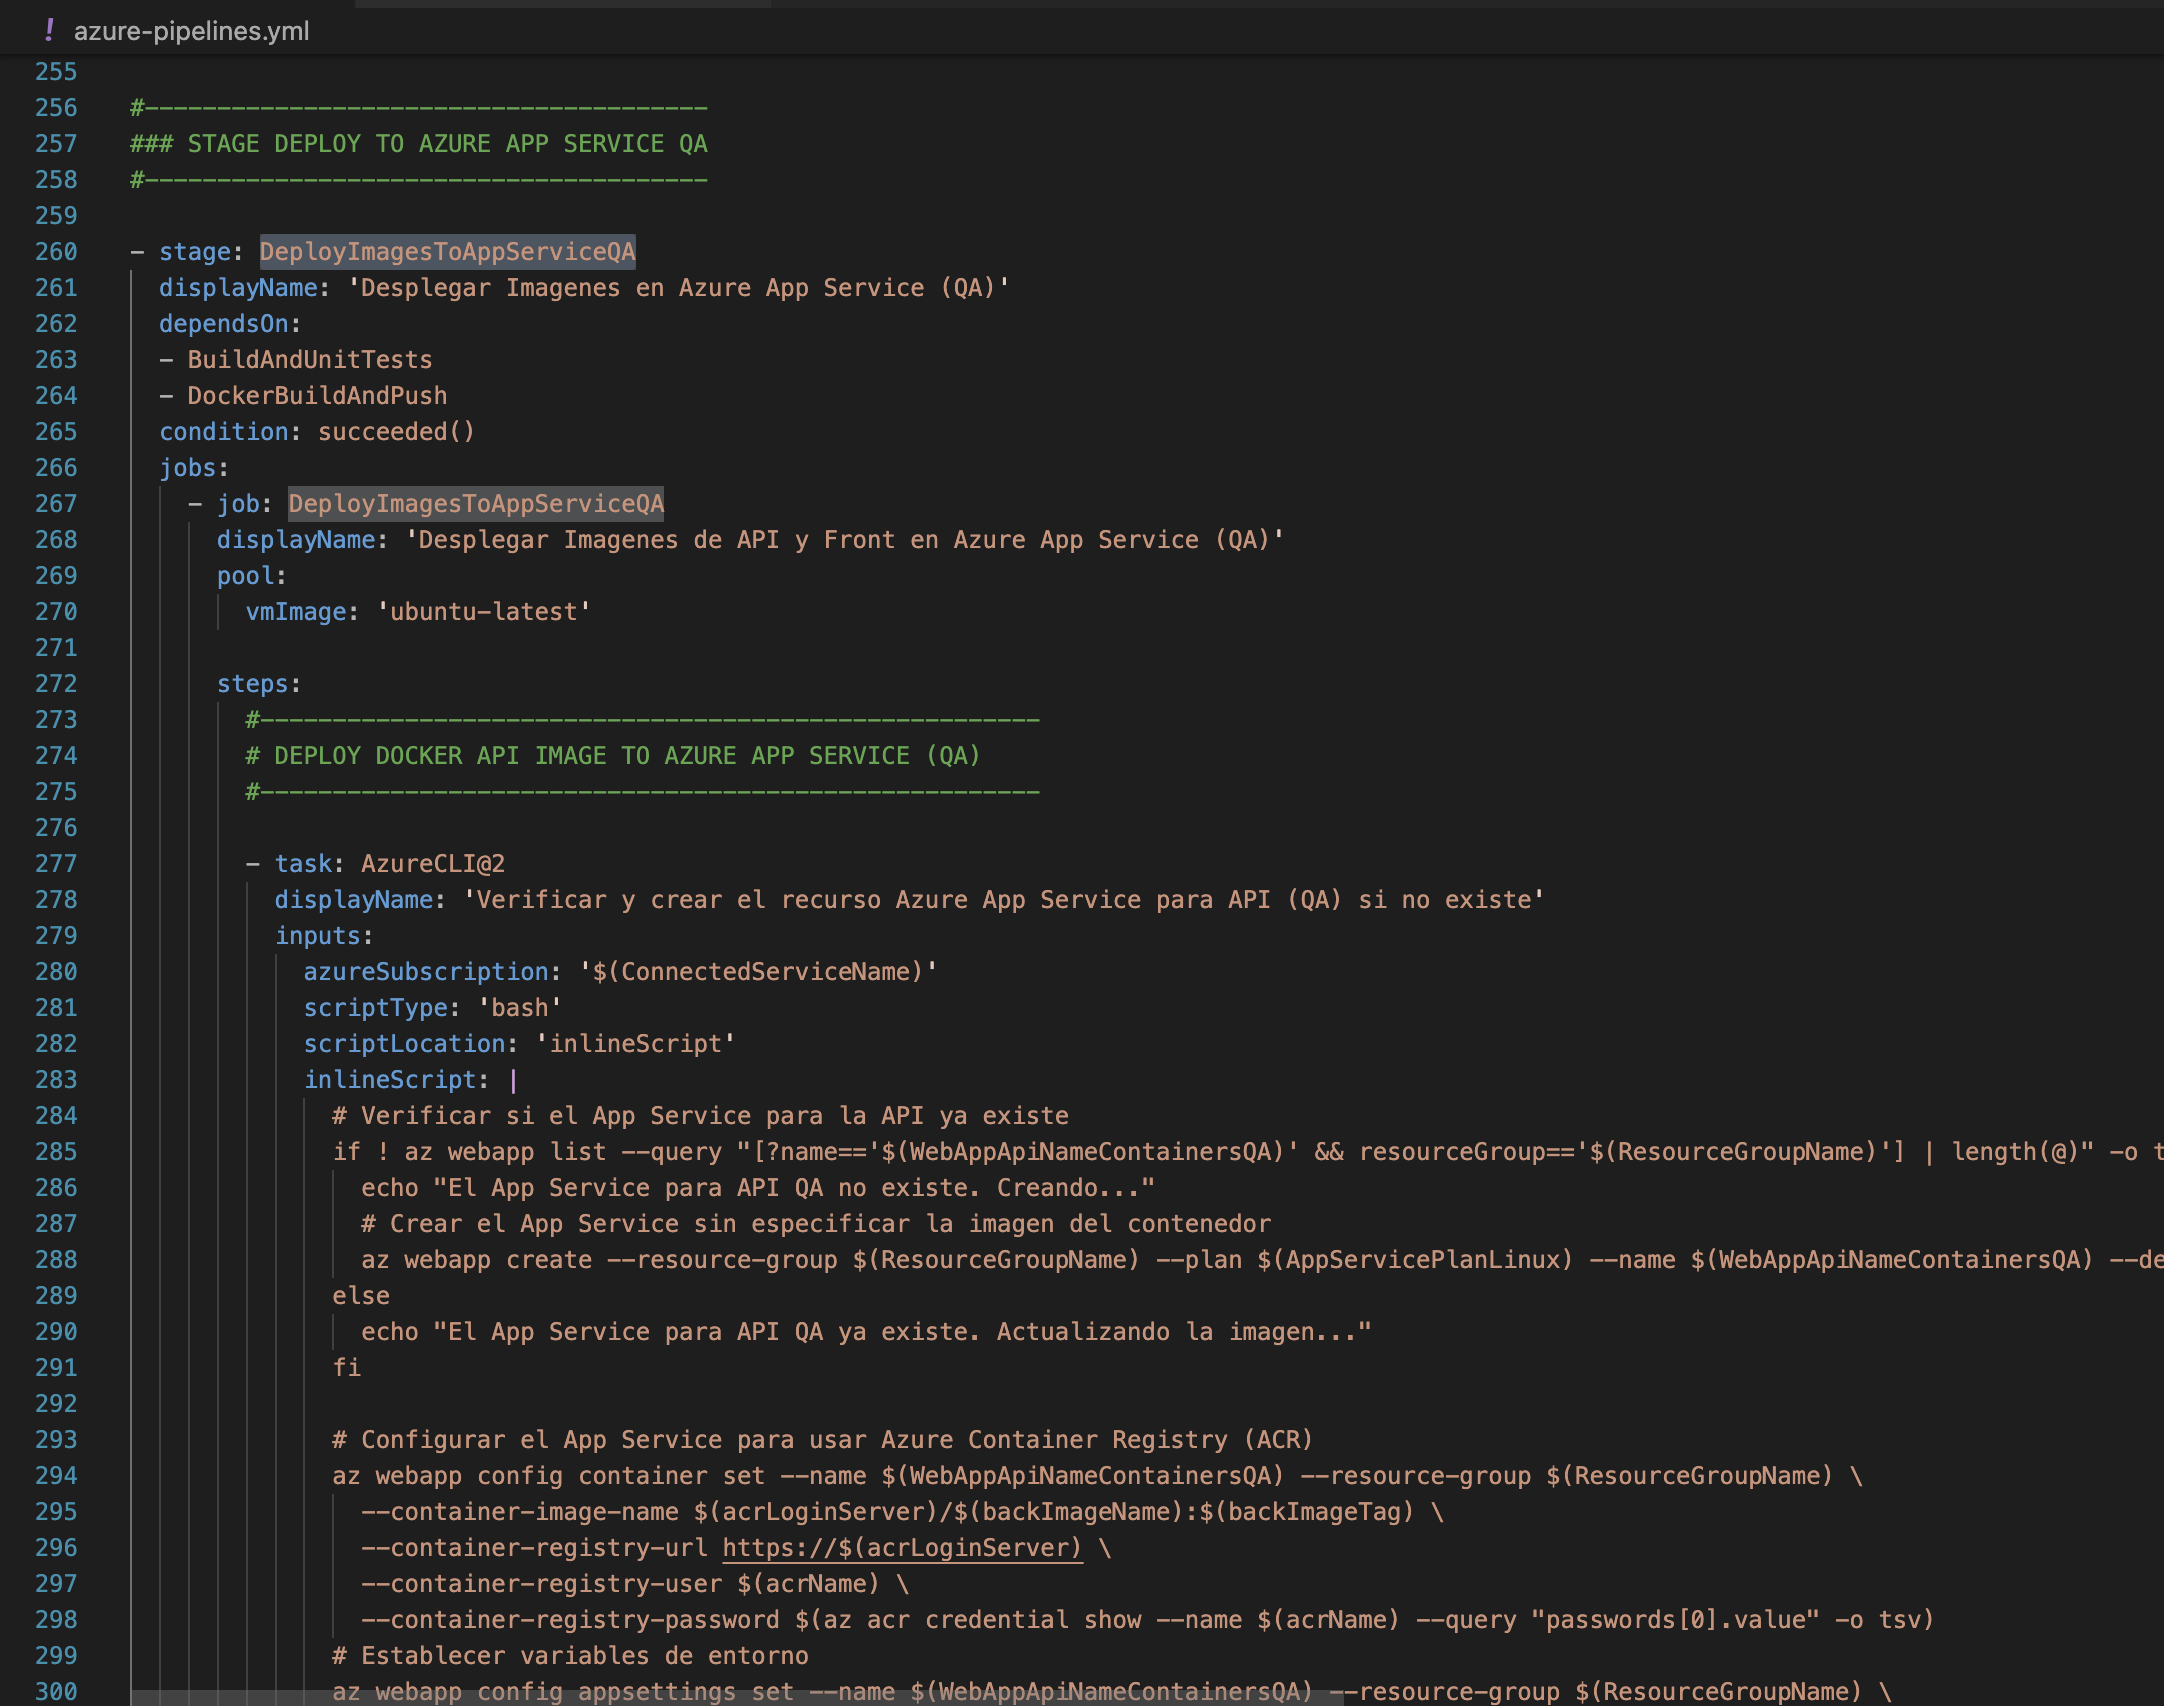 ! azure-pipelines.yml
255
256 #---------------------------------------
257 ### STAGE DEPLOY TO AZURE APP SERVICE QA
258 #---------------------------------------
259
260 - stage: DeployImagesToAppServiceQA
261 displayName: 'Desplegar Imagenes en Azure App Service (QA)'
262 dependsOn:
263 - BuildAndUnitTests
264 - DockerBuildAndPush
265 condition: succeeded()
266 jobs:
267 - job: DeployImagesToAppServiceQA
268 displayName: 'Desplegar Imagenes de API y Front en Azure App Service (QA)'
269 pool:
270 vmImage: 'ubuntu-latest'
271
272 steps:
273 #------------------------------------------------------
274 # DEPLOY DOCKER API IMAGE TO AZURE APP SERVICE (QA)
275 #------------------------------------------------------
276
277 - task: AzureCLI@2
278 displayName: 'Verificar y crear el recurso Azure App Service para API (QA) si no existe'
279 inputs:
280 azureSubscription: '$(ConnectedServiceName)'
281 scriptType: 'bash'
282 scriptLocation: 'inlineScript'
283 inlineScript: |
284 # Verificar si el App Service para la API ya existe
285 if ! az webapp list --query "[?name=='$(WebAppApiNameContainersQA)' && resourceGroup=='$(ResourceGroupName)'] | length(@)" -o t
286 echo "El App Service para API QA no existe. Creando..."
287 # Crear el App Service sin especificar la imagen del contenedor
288 az webapp create --resource-group $(ResourceGroupName) --plan $(AppServicePlanLinux) --name $(WebAppApiNameContainersQA) --de
289 else
290 echo "El App Service para API QA ya existe. Actualizando la imagen..."
291 fi
292
293 # Configurar el App Service para usar Azure Container Registry (ACR)
294 az webapp config container set --name $(WebAppApiNameContainersQA) --resource-group $(ResourceGroupName) \
295 --container-image-name $(acrLoginServer)/$(backImageName):$(backImageTag) \
296 --container-registry-url https://$(acrLoginServer) \
297 --container-registry-user $(acrName) \
298 --container-registry-password $(az acr credential show --name $(acrName) --query "passwords[0].value" -o tsv)
299 # Establecer variables de entorno
300 az webapp config appsettings set --name $(WebAppApiNameContainersQA) --resource-group $(ResourceGroupName) \